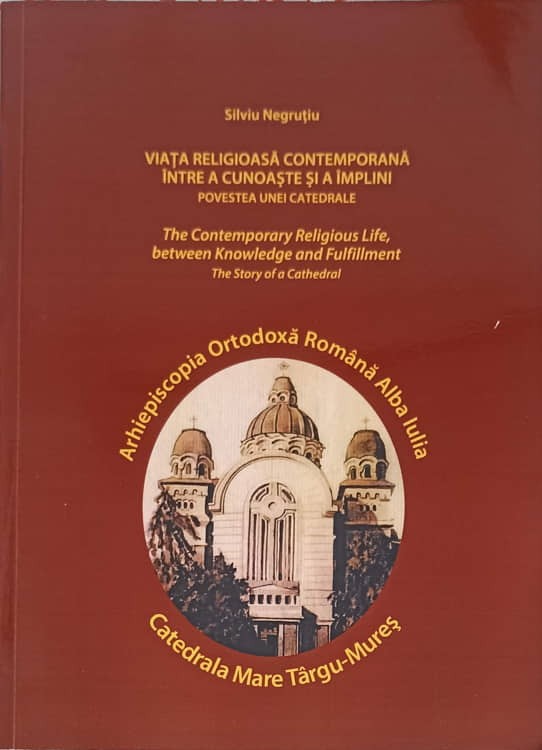 Silviu Negruțiu
VIAȚA RELIGIOASĂ CONTEMPORANĂ
ÎNTRE A CUNOAȘTE ȘI A ÎMPLINI
POVESTEA UNEI CATEDRALE
The Contemporary Religious Life,
between Knowledge and Fulfillment
The Story of a Cathedral
Arhiepiscopia Ortodoxă Română Alba Iulia
Catedrala Mare Târgu-Mureș